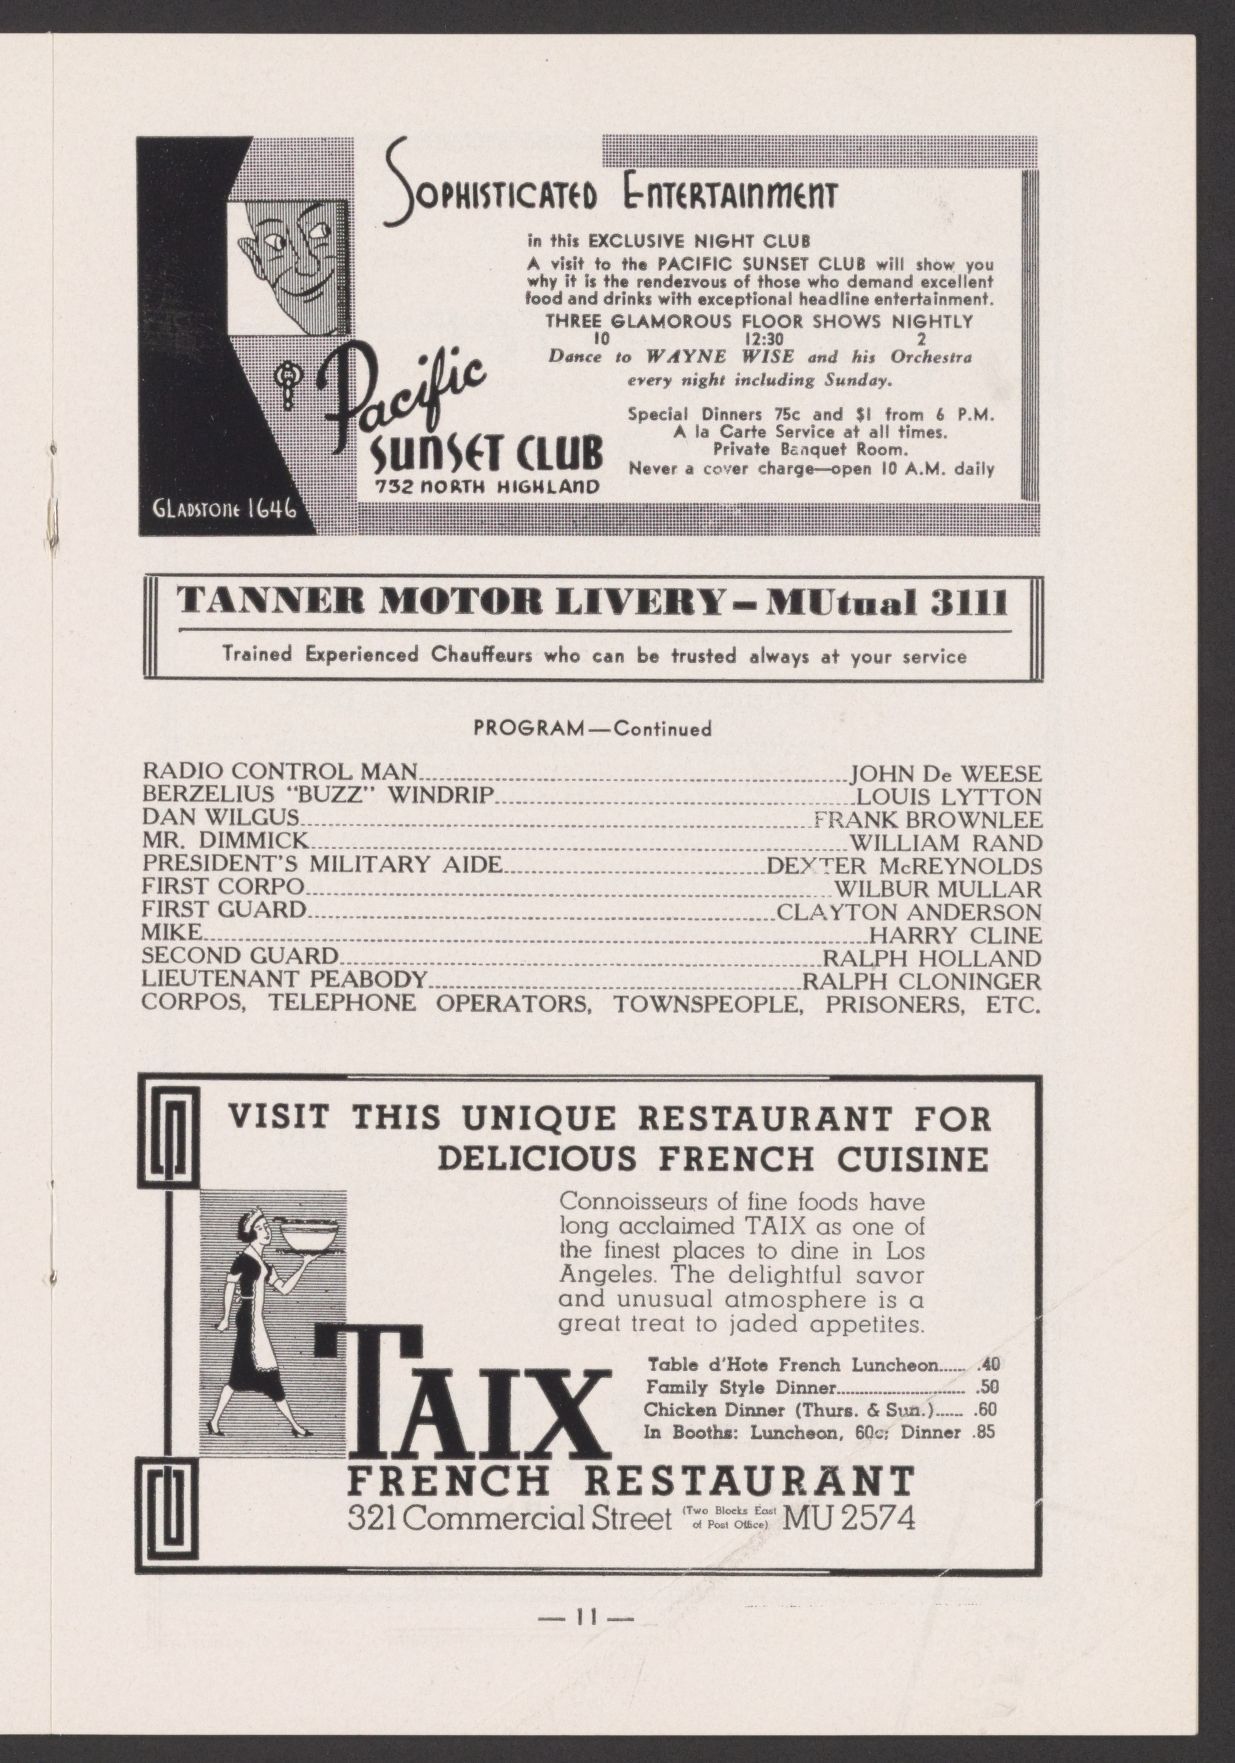 SOPHISTICATED ENTERTAINMENT
in this EXCLUSIVE NIGHT CLUB
A visit to the PACIFIC SUNSET CLUB will show you
why it is the rendezvous of those who demand excellent
food and drinks with exceptional headline entertainment.
THREE GLAMOROUS FLOOR SHOWS NIGHTLY
10 12:30 2
Dance to WAYNE WISE and his Orchestra
every night including Sunday.
Special Dinners 75c and $1 from 6 P.M.
A la Carte Service at all times.
Private Banquet Room.
Never a cover charge—open 10 A.M. daily
Pacific
SUNSET CLUB
732 NORTH HIGHLAND
GLADSTONE 1646
TANNER MOTOR LIVERY – MUtual 3111
Trained Experienced Chauffeurs who can be trusted always at your service
PROGRAM—Continued
RADIO CONTROL MAN JOHN De WEESE
BERZELIUS "BUZZ" WINDRIP LOUIS LYTTON
DAN WILGUS FRANK BROWNLEE
MR. DIMMICK WILLIAM RAND
PRESIDENT'S MILITARY AIDE DEXTER McREYNOLDS
FIRST CORPO WILBUR MULLAR
FIRST GUARD CLAYTON ANDERSON
MIKE HARRY CLINE
SECOND GUARD RALPH HOLLAND
LIEUTENANT PEABODY RALPH CLONINGER
CORPOS, TELEPHONE OPERATORS, TOWNSPEOPLE, PRISONERS, ETC.
VISIT THIS UNIQUE RESTAURANT FOR
DELICIOUS FRENCH CUISINE
Connoisseurs of fine foods have
long acclaimed TAIX as one of
the finest places to dine in Los
Angeles. The delightful savor
and unusual atmosphere is a
great treat to jaded appetites.
Table d'Hote French Luncheon...... .40
Family Style Dinner............................ .50
Chicken Dinner (Thurs. & Sun.)...... .60
In Booths: Luncheon, 60c; Dinner .85
TAIX
FRENCH RESTAURANT
321 Commercial Street (Two Blocks East of Post Office) MU 2574
— 11 —